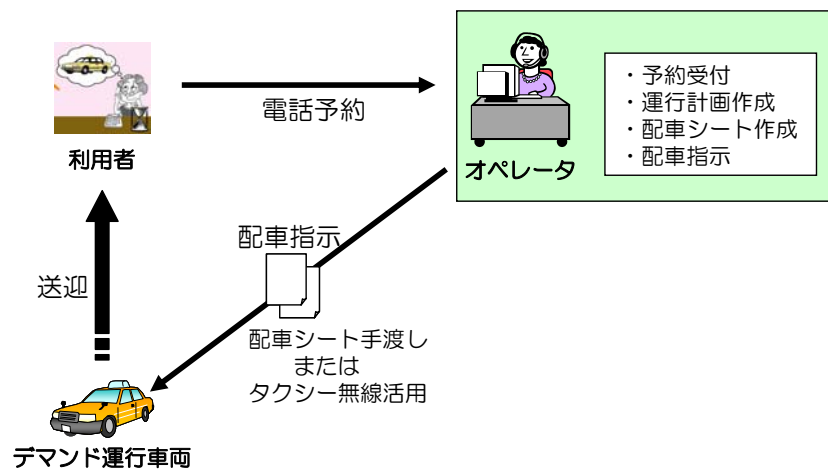 電話予約
利用者
オペレータ
・予約受付
・運行計画作成
・配車シート作成
・配車指示
配車指示
送迎
配車シート手渡し
または
タクシー無線活用
デマンド運行車両